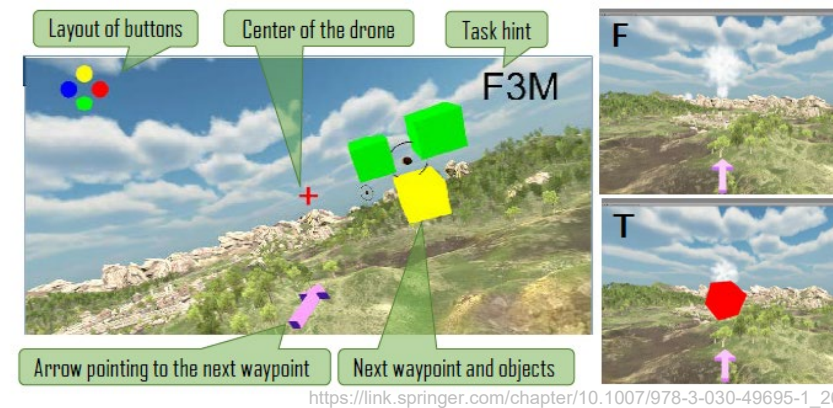 Layout of buttons
Center of the drone
Task hint
F3M
F
T
Arrow pointing to the next waypoint
Next waypoint and objects